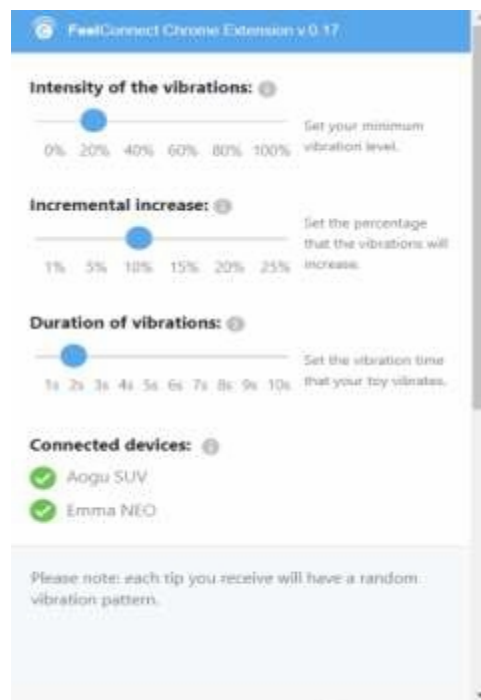 FeelConnect Chrome Extension v 0.17
Intensity of the vibrations:
0% 20% 40% 60% 80% 100%
Set your minimum
vibration level.
Incremental increase:
1% 5% 10% 15% 20% 25%
Set the percentage
that the vibrations will
increase.
Duration of vibrations:
1s 2s 3s 4s 5s 6s 7s 8s 9s 10s
Set the vibration time
that your toy vibrates.
Connected devices:
Aogu SUV
Emma NEO
Please note: each tip you receive will have a random
vibration pattern.